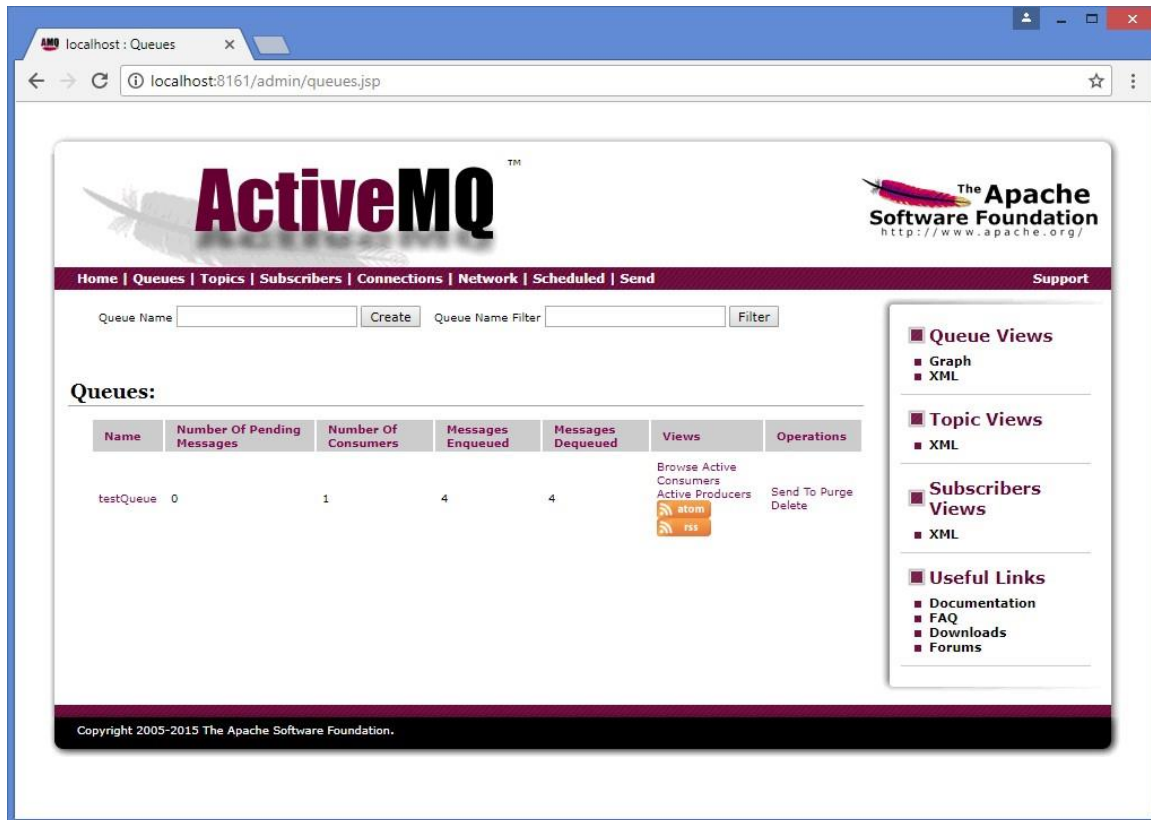 localhost : Queues
localhost:8161/admin/queues.jsp
ActiveMQ ™
The Apache
Software Foundation
http://www.apache.org/
Home | Queues | Topics | Subscribers | Connections | Network | Scheduled | Send
Support
Queue Name
Create
Queue Name Filter
Filter
Queues:
Name
Number Of Pending
Messages
Number Of
Consumers
Messages
Enqueued
Messages
Dequeued
Views
Operations
testQueue
0
1
4
4
Browse Active
Consumers
Active Producers
atom
rss
Send To Purge
Delete
Queue Views
Graph
XML
Topic Views
XML
Subscribers
Views
XML
Useful Links
Documentation
FAQ
Downloads
Forums
Copyright 2005-2015 The Apache Software Foundation.